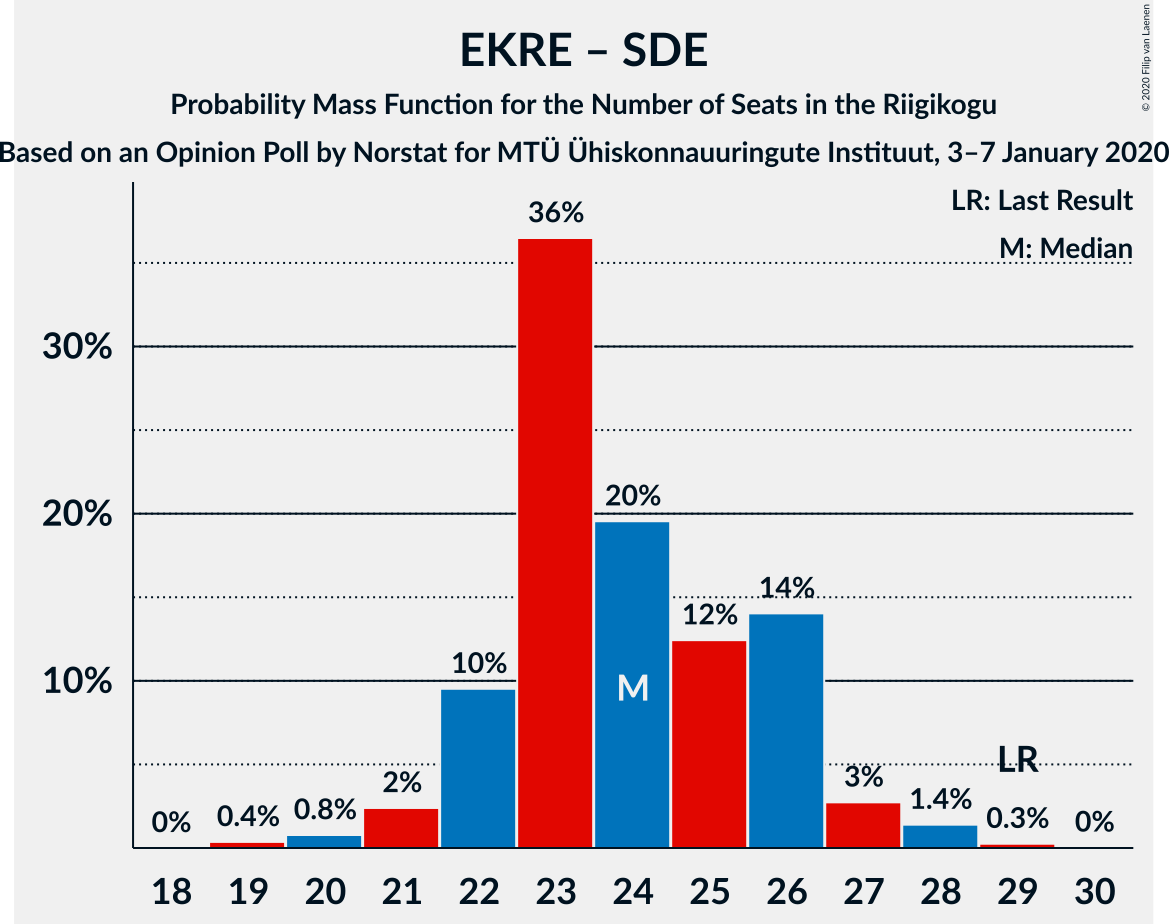 EKRE – SDE
Probability Mass Function for the Number of Seats in the Riigikogu
Based on an Opinion Poll by Norstat for MTÜ Ühiskonnauuringute Instituut, 3–7 January 2020
© 2020 Filip van Laenen
LR: Last Result
M: Median
36%
30%
20%
20%
14%
12%
10%
10%
M
LR
2%
3%
0%
0.4%
0.8%
1.4%
0.3%
0%
18 19 20 21 22 23 24 25 26 27 28 29 30